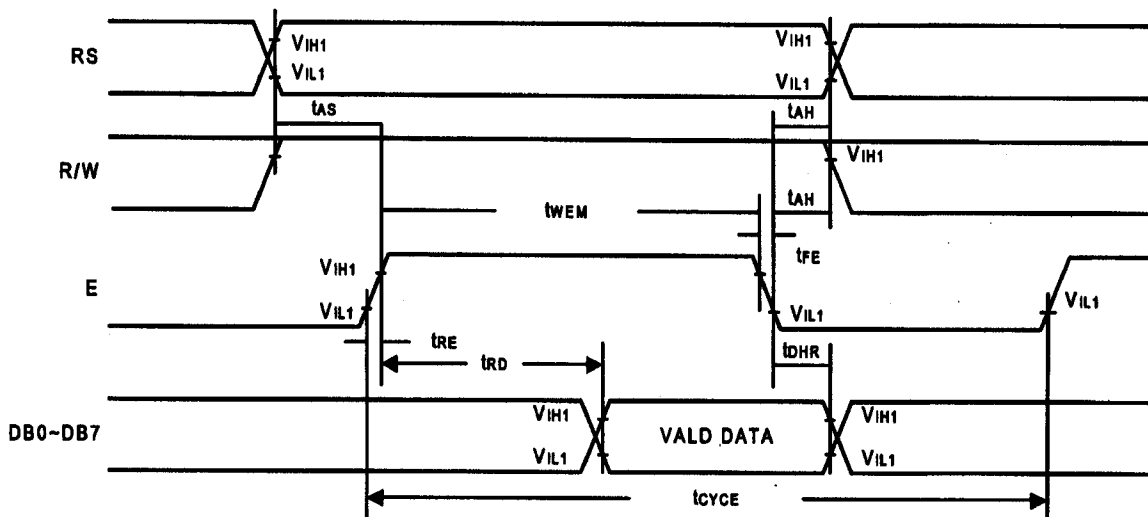 RS
VIH1
VIL1
VIH1
VIL1
tAS
tAH
R/W
VIH1
tWEM
tAH
tFE
E
VIH1
VIL1
VIL1
VIL1
tRE
tRD
tDHR
DB0~DB7
VIH1
VIL1
VALD DATA
VIH1
VIL1
tCYCE